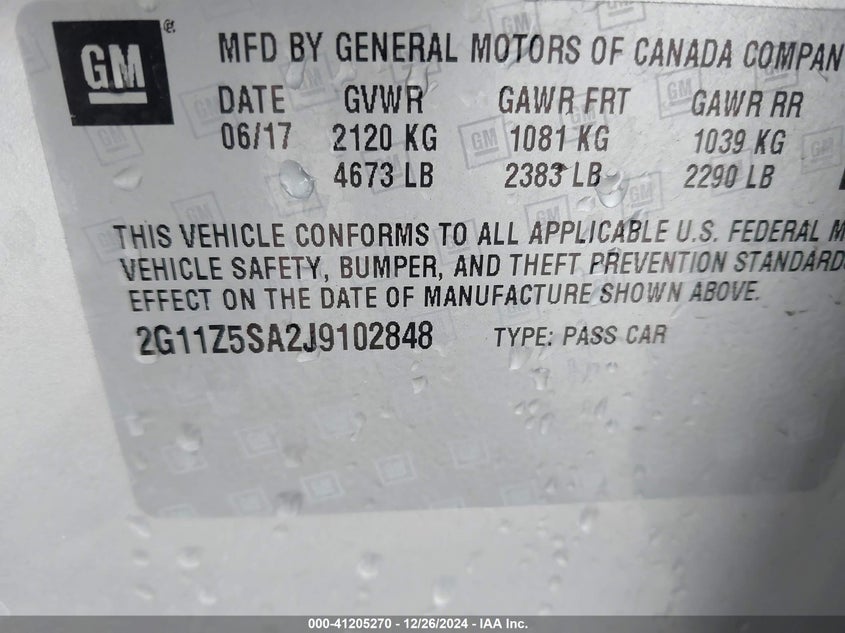 GM
MFD BY GENERAL MOTORS OF CANADA COMPAN
DATE GVWR GAWR FRT GAWR RR
06/17 2120 KG 1081 KG 1039 KG
4673 LB 2383 LB 2290 LB
THIS VEHICLE CONFORMS TO ALL APPLICABLE U.S. FEDERAL M
VEHICLE SAFETY, BUMPER, AND THEFT PREVENTION STANDARDS
EFFECT ON THE DATE OF MANUFACTURE SHOWN ABOVE.
2G11Z5SA2J9102848 TYPE: PASS CAR
000-41205270 - 12/26/2024 - IAA Inc.